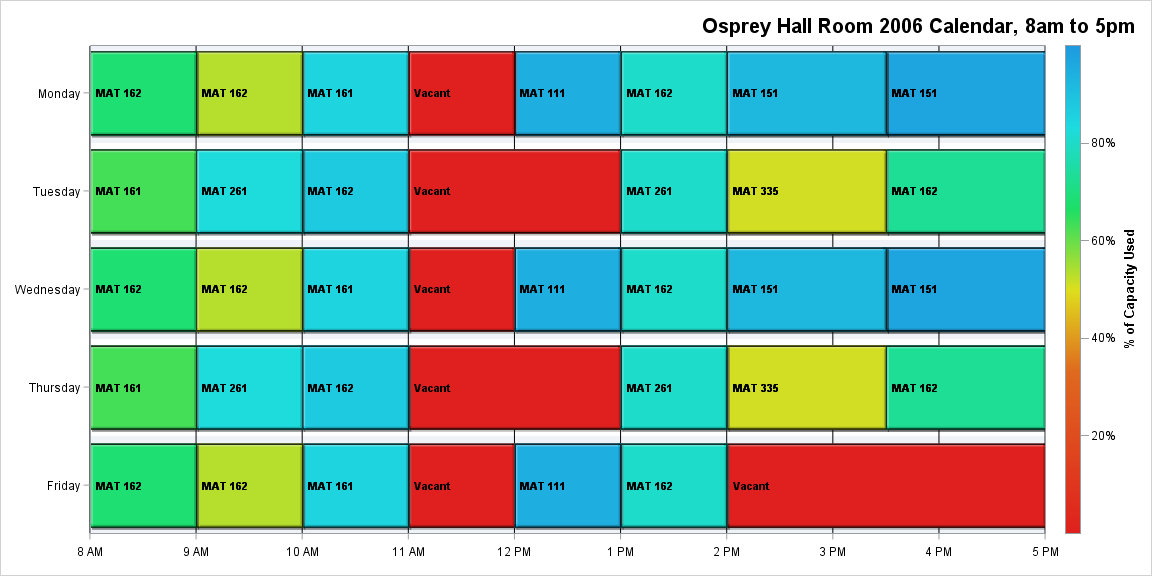 Osprey Hall Room 2006 Calendar, 8am to 5pm
Monday MAT 162 MAT 162 MAT 161 Vacant MAT 111 MAT 162 MAT 151 MAT 151
Tuesday MAT 161 MAT 261 MAT 162 Vacant MAT 261 MAT 335 MAT 162
Wednesday MAT 162 MAT 162 MAT 161 Vacant MAT 111 MAT 162 MAT 151 MAT 151
Thursday MAT 161 MAT 261 MAT 162 Vacant MAT 261 MAT 335 MAT 162
Friday MAT 162 MAT 162 MAT 161 Vacant MAT 111 MAT 162 Vacant
8 AM 9 AM 10 AM 11 AM 12 PM 1 PM 2 PM 3 PM 4 PM 5 PM
80%
60%
40%
20%
% of Capacity Used